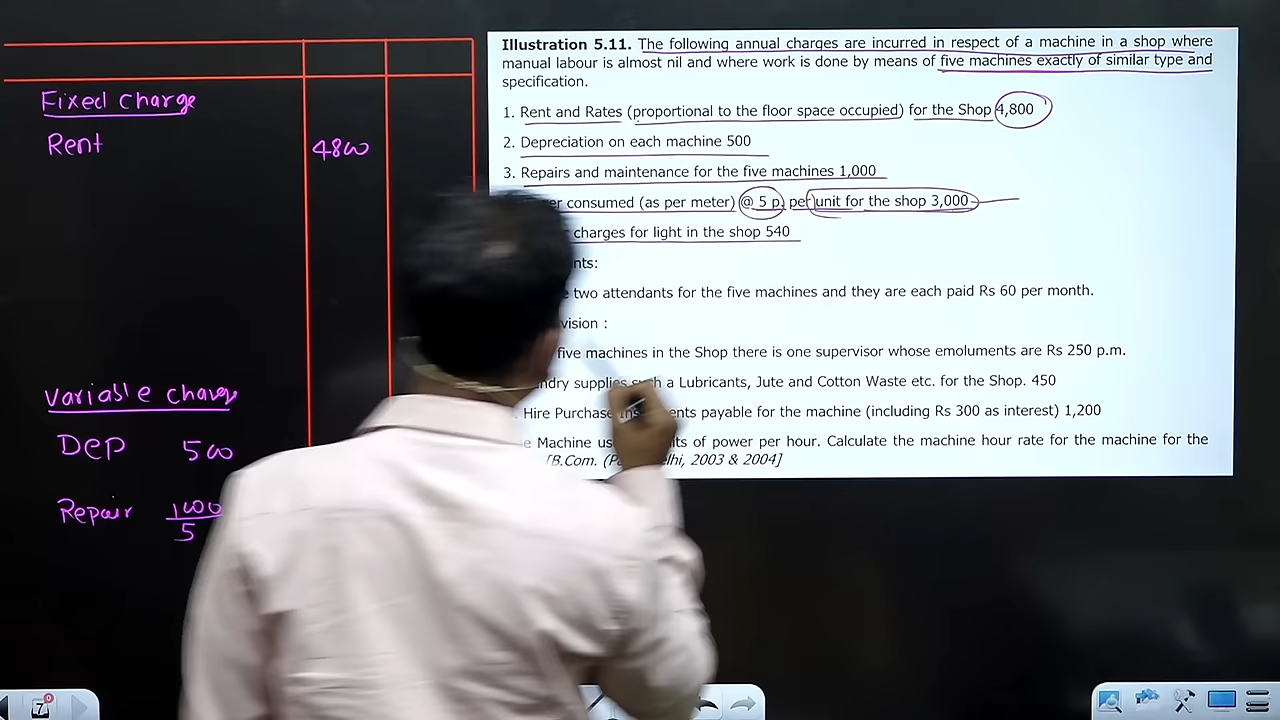 Fixed Charge
Rent 4800
Variable charge
Dep 500
Repair 1000
5
Illustration 5.11. The following annual charges are incurred in respect of a machine in a shop where
manual labour is almost nil and where work is done by means of five machines exactly of similar type and
specification.
1. Rent and Rates (proportional to the floor space occupied) for the Shop 4,800
2. Depreciation on each machine 500
3. Repairs and maintenance for the five machines 1,000
consumed (as per meter) @ 5 p. per unit for the shop 3,000
charges for light in the shop 540
two attendants for the five machines and they are each paid Rs 60 per month.
five machines in the Shop there is one supervisor whose emoluments are Rs 250 p.m.
supplies such a Lubricants, Jute and Cotton Waste etc. for the Shop. 450
Hire Purchase payable for the machine (including Rs 300 as interest) 1,200
Machine of power per hour. Calculate the machine hour rate for the machine for the
[B.Com. 2003 & 2004]
7
0